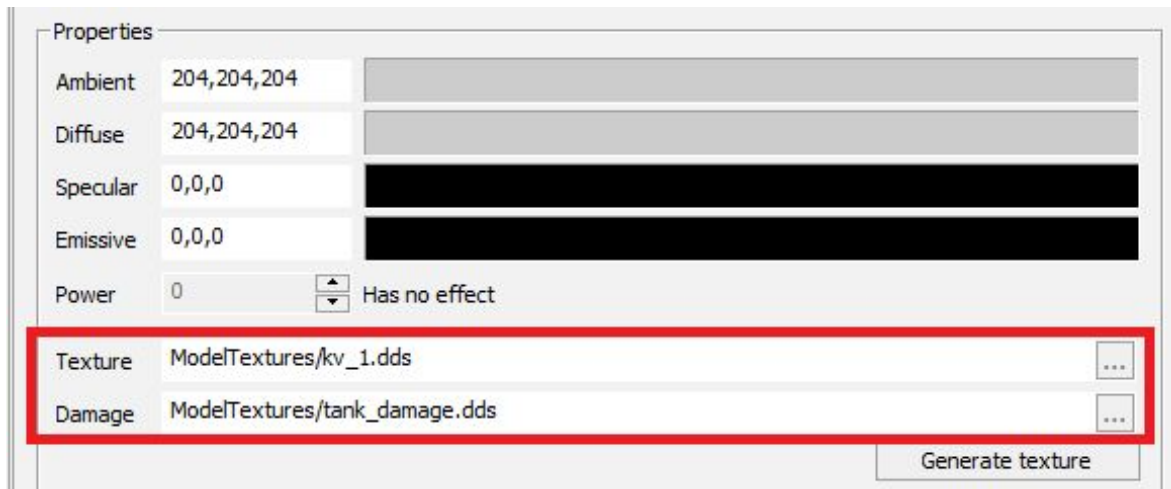 Properties
Ambient 204,204,204
Diffuse 204,204,204
Specular 0,0,0
Emissive 0,0,0
Power 0 Has no effect
Texture ModelTextures/kv_1.dds ...
Damage ModelTextures/tank_damage.dds ...
Generate texture